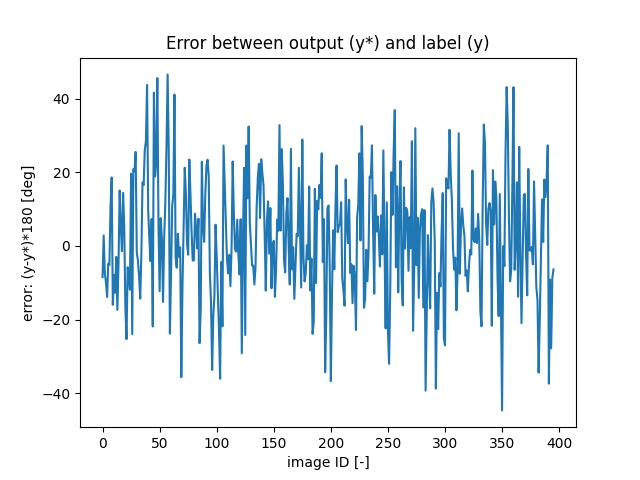 Error between output (y*) and label (y)
error: (y-y*)*180 [deg]
40
20
0
−20
−40
0 50 100 150 200 250 300 350 400
image ID [-]